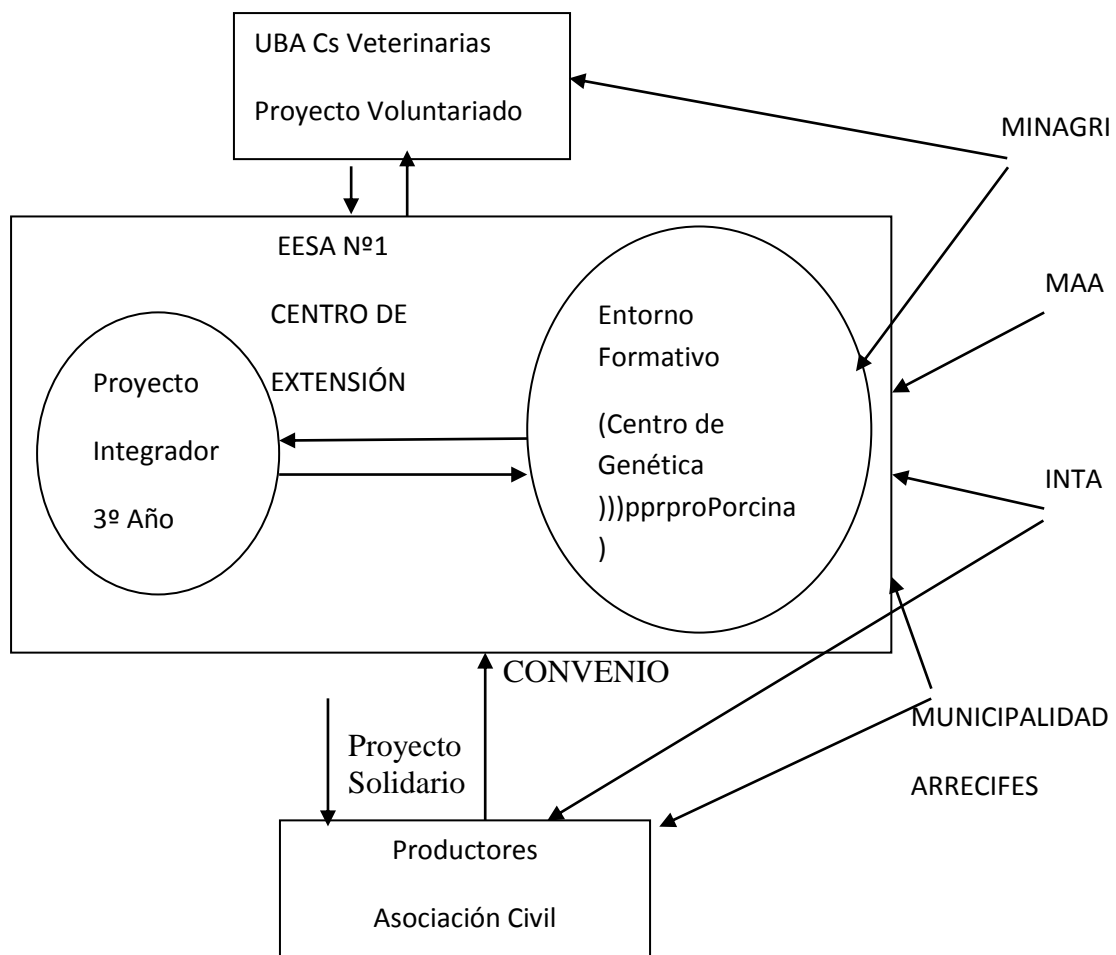 UBA Cs Veterinarias
Proyecto Voluntariado
MINAGRI
EESA Nº1
CENTRO DE
EXTENSIÓN
MAA
Entorno
Formativo
(Centro de
Genética
)))pprproPorcina
)
Proyecto
Integrador
3º Año
INTA
CONVENIO
MUNICIPALIDAD
ARRECIFES
Proyecto
Solidario
Productores
Asociación Civil